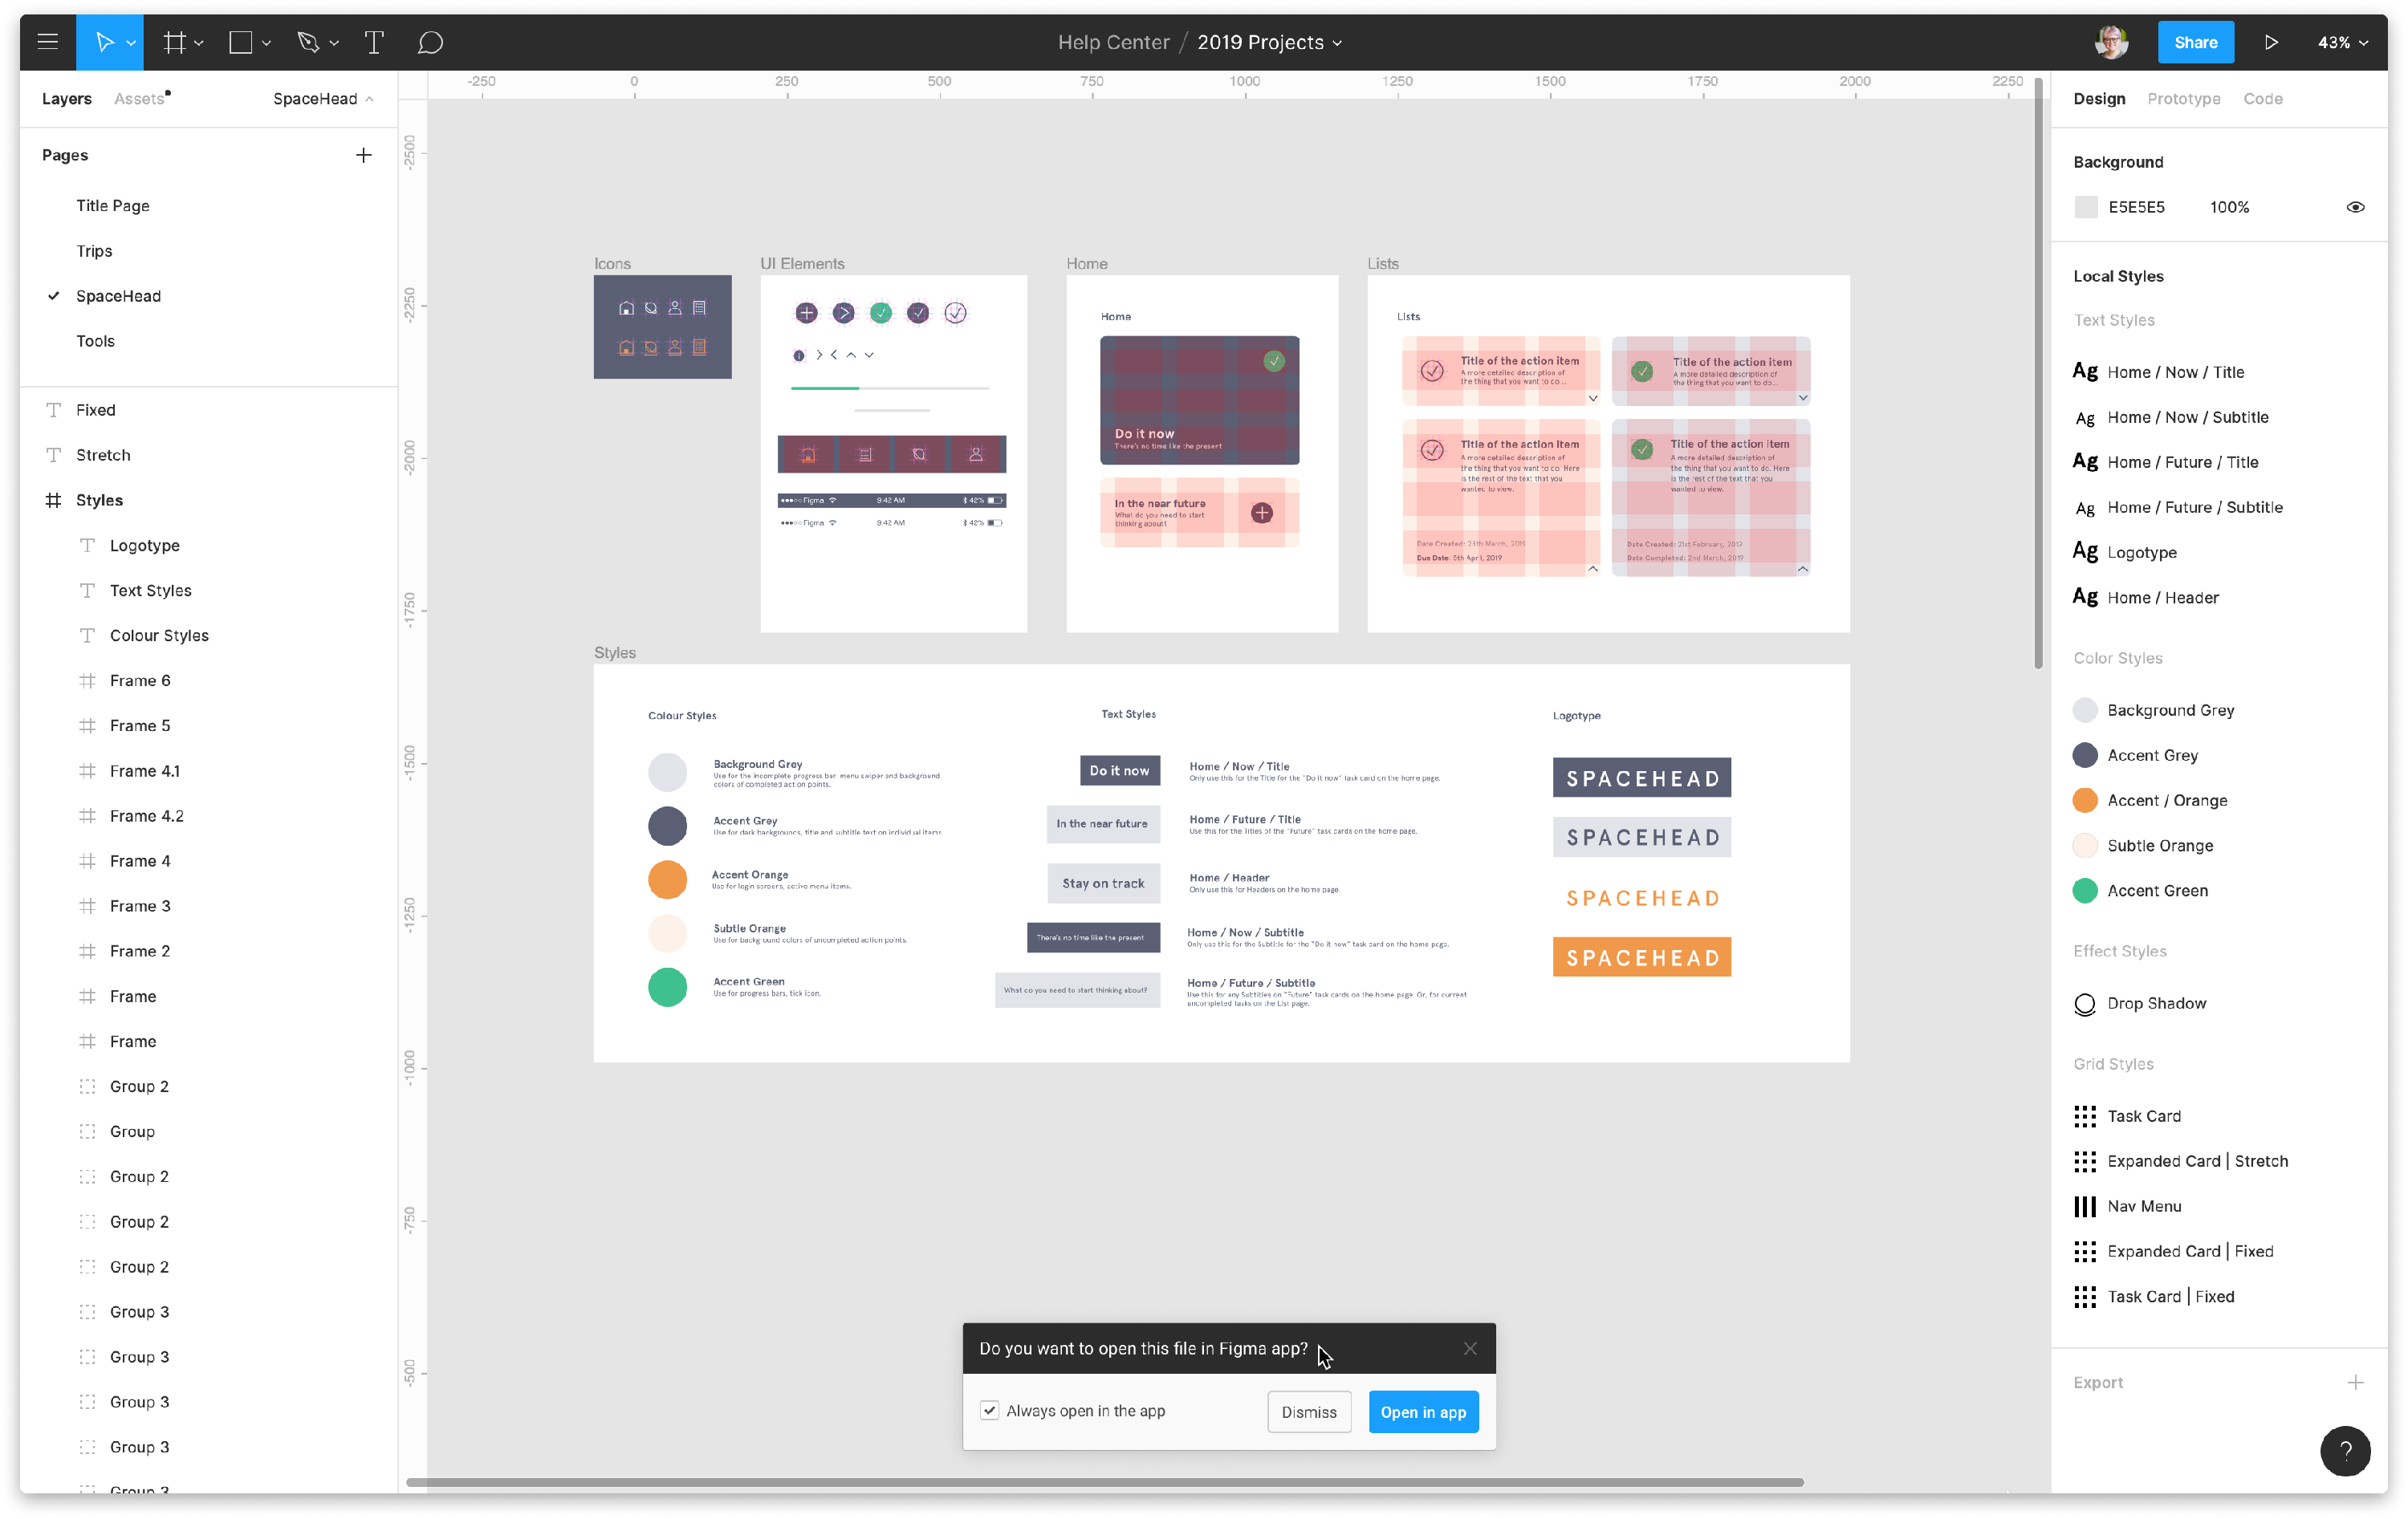 Help Center / 2019 Projects
Share
43%
Layers
Assets
SpaceHead
Pages
Title Page
Trips
SpaceHead
Tools
Fixed
Stretch
Styles
Logotype
Text Styles
Colour Styles
Frame 6
Frame 5
Frame 4.1
Frame 4.2
Frame 4
Frame 3
Frame 2
Frame
Frame
Group 2
Group
Group 2
Group 2
Group 2
Group 3
Group 3
Group 3
Group 3
Group 3
-250 0 250 500 750 1000 1250 1500 1750 2000 2250
-2500
-2250
-2000
-1750
-1500
-1250
-1000
-750
-500
Icons
UI Elements
Figma 9:42 AM 42%
Figma 9:42 AM 42%
Home
Home
Do it now
There's no time like the present
In the near future
What do you need to start
thinking about?
Lists
Lists
Title of the action item
A more detailed description of
the thing that you want to do ...
Title of the action item
A more detailed description of
the thing that you want to do...
Title of the action item
A more detailed description of
the thing that you want to do. Here
is the rest of the text that you
wanted to view.
Date Created: 28th March, 2019
Due Date: 5th April, 2019
Title of the action item
A more detailed description of
the thing that you want to do. Here
is the rest of the text that you
wanted to view.
Date Created: 21st February, 2019
Date Completed: 2nd March, 2019
Styles
Colour Styles
Background Grey
Use for the incomplete progress bar, menu swiper and background
colors of completed action points.
Accent Grey
Use for dark backgrounds, title and subtitle text on individual items
Accent Orange
Use for login screens, active menu items.
Subtle Orange
Use for background colors of uncompleted action points.
Accent Green
Use for progress bars, tick icon.
Text Styles
Do it now
Home / Now / Title
Only use this for the Title for the "Do it now" task card on the home page.
In the near future
Home / Future / Title
Use this for the Titles of the "Future" task cards on the home page.
Stay on track
Home / Header
Only use this for Headers on the home page.
There's no time like the present
Home / Now / Subtitle
Only use this for the Subtitle for the "Do it now" task card on the home page.
What do you need to start thinking about?
Home / Future / Subtitle
Use this for any Subtitles on "Future" task cards on the home page. Or, for current
uncompleted tasks on the List page.
Logotype
SPACEHEAD
SPACEHEAD
SPACEHEAD
SPACEHEAD
Do you want to open this file in Figma app?
Always open in the app
Dismiss
Open in app
Design
Prototype
Code
Background
E5E5E5 100%
Local Styles
Text Styles
Ag Home / Now / Title
Ag Home / Now / Subtitle
Ag Home / Future / Title
Ag Home / Future / Subtitle
Ag Logotype
Ag Home / Header
Color Styles
Background Grey
Accent Grey
Accent / Orange
Subtle Orange
Accent Green
Effect Styles
Drop Shadow
Grid Styles
Task Card
Expanded Card | Stretch
Nav Menu
Expanded Card | Fixed
Task Card | Fixed
Export
?